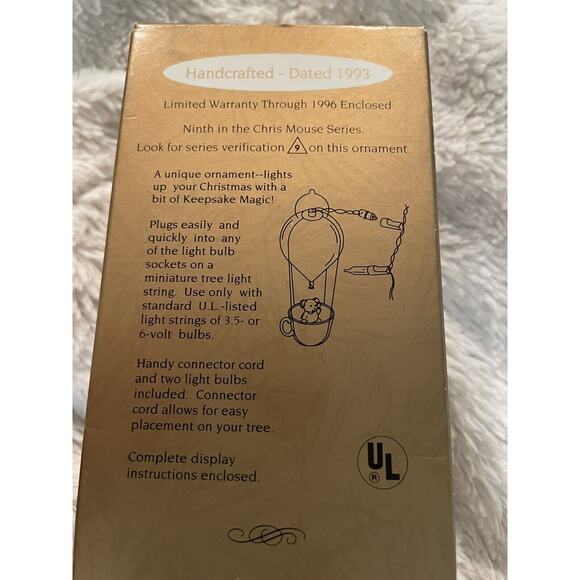 Handcrafted - Dated 1993
Limited Warranty Through 1996 Enclosed
Ninth in the Chris Mouse Series.
Look for series verification 9 on this ornament.
A unique ornament--lights
up your Christmas with a
bit of Keepsake Magic!
Plugs easily and
quickly into any
of the light bulb
sockets on a
miniature tree light
string. Use only with
standard U.L.-listed
light strings of 3.5- or
6-volt bulbs.
Handy connector cord
and two light bulbs
included. Connector
cord allows for easy
placement on your tree.
Complete display
instructions enclosed.
UL
®